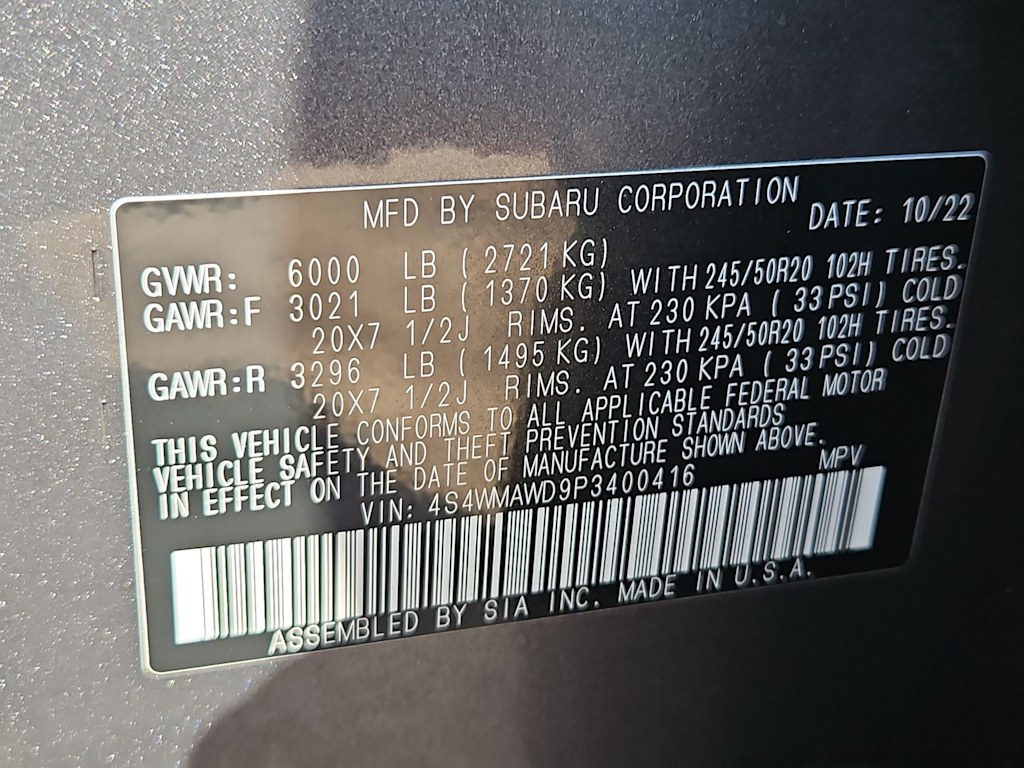 MFD BY SUBARU CORPORATION DATE: 10/22
GVWR: 6000 LB ( 2721 KG)
GAWR:F 3021 LB ( 1370 KG) WITH 245/50R20 102H TIRES.
20X7 1/2J RIMS. AT 230 KPA ( 33 PSI) COLD
GAWR:R 3296 LB ( 1495 KG) WITH 245/50R20 102H TIRES.
20X7 1/2J RIMS. AT 230 KPA ( 33 PSI) COLD
THIS VEHICLE CONFORMS TO ALL APPLICABLE FEDERAL MOTOR
VEHICLE SAFETY AND THEFT PREVENTION STANDARDS
IN EFFECT ON THE DATE OF MANUFACTURE SHOWN ABOVE.
VIN: 4S4WMAWD9P3400416 MPV
ASSEMBLED BY SIA INC. MADE IN U.S.A.